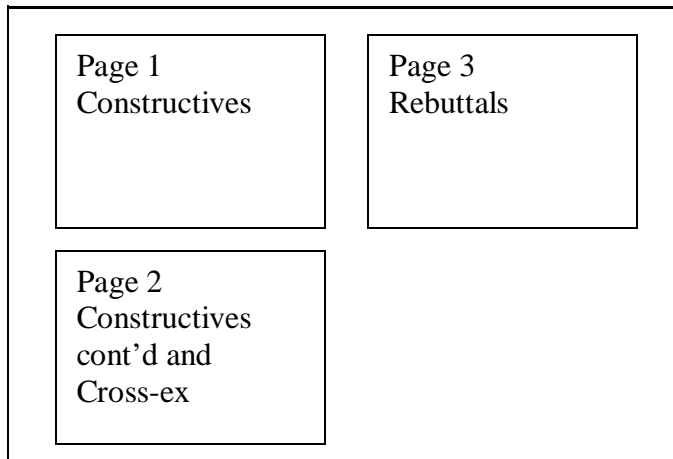 Page 1
Constructives
Page 3
Rebuttals
Page 2
Constructives
cont’d and
Cross-ex